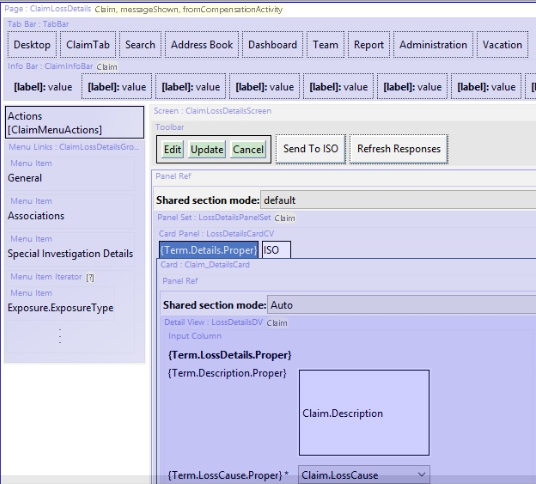 Page : ClaimLossDetails Claim, messageShown, fromCompensationActivity
Tab Bar : TabBar
Desktop ClaimTab Search Address Book Dashboard Team Report Administration Vacation
Info Bar : ClaimInfoBar Claim
[label]: value [label]: value [label]: value [label]: value [label]: value [label]: value [label]: value
Actions
[ClaimMenuActions]
Menu Links : ClaimLossDetailsGro...
Menu Item
General
Menu Item
Associations
Menu Item
Special Investigation Details
Menu Item Iterator [?]
Menu Item
Exposure.ExposureType
Screen : ClaimLossDetailsScreen
Toolbar
Edit Update Cancel Send To ISO Refresh Responses
Panel Ref
Shared section mode: default
Panel Set : LossDetailsPanelSet Claim
Card Panel : LossDetailsCardCV
{Term.Details.Proper} ISO
Card : Claim_DetailsCard
Panel Ref
Shared section mode: Auto
Detail View : LossDetailsDV Claim
Input Column
{Term.LossDetails.Proper}
{Term.Description.Proper}
Claim.Description
{Term.LossCause.Proper} * Claim.LossCause